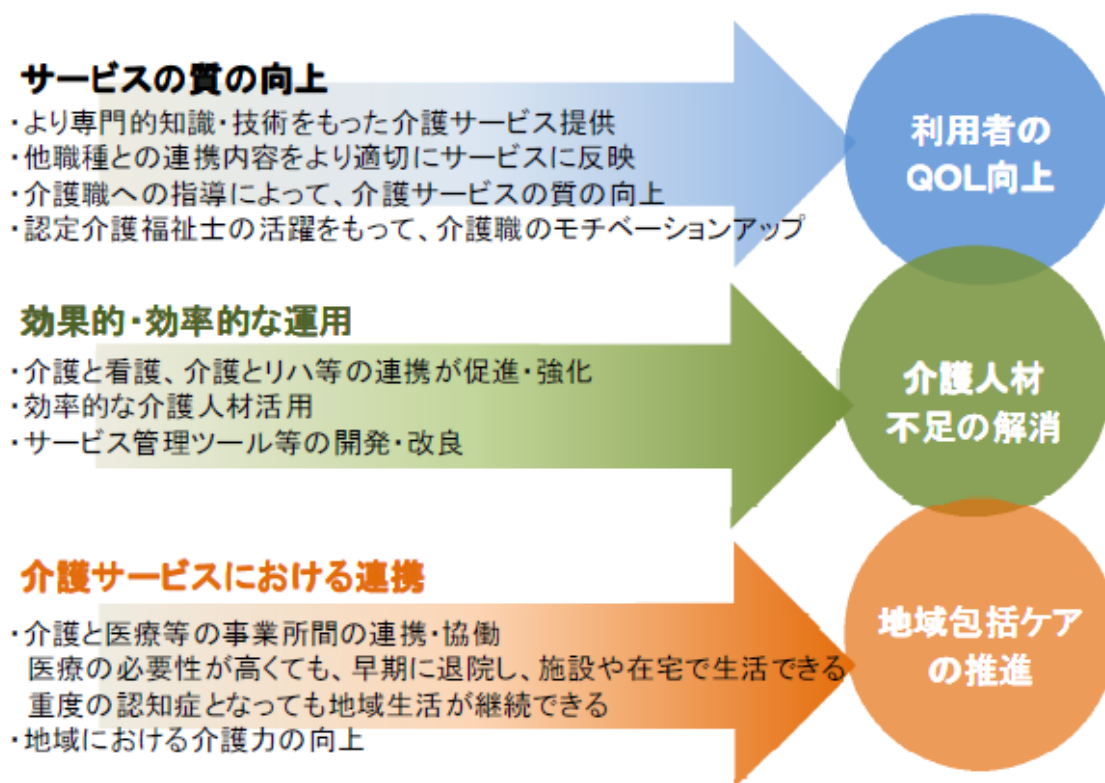 サービスの質の向上
・より専門的知識・技術をもった介護サービス提供
・他職種との連携内容をより適切にサービスに反映
・介護職への指導によって、介護サービスの質の向上
・認定介護福祉士の活躍をもって、介護職のモチベーションアップ
利用者の
QOL向上
効果的・効率的な運用
・介護と看護、介護とリハ等の連携が促進・強化
・効率的な介護人材活用
・サービス管理ツール等の開発・改良
介護人材
不足の解消
介護サービスにおける連携
・介護と医療等の事業所間の連携・協働
医療の必要性が高くても、早期に退院し、施設や在宅で生活できる
重度の認知症となっても地域生活が継続できる
・地域における介護力の向上
地域包括ケア
の推進